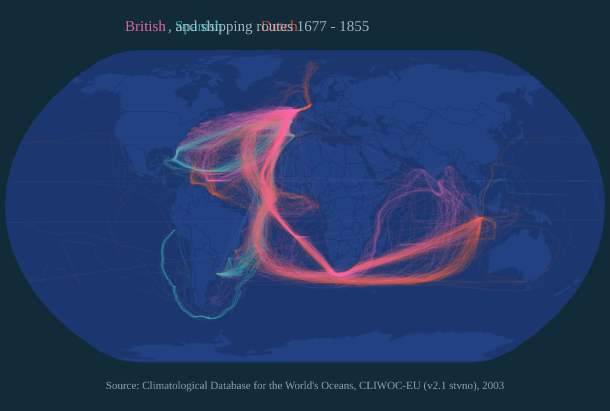 British, Spanish and Dutch shipping routes 1677 - 1855
Source: Climatological Database for the World's Oceans, CLIWOC-EU (v2.1 stvno), 2003